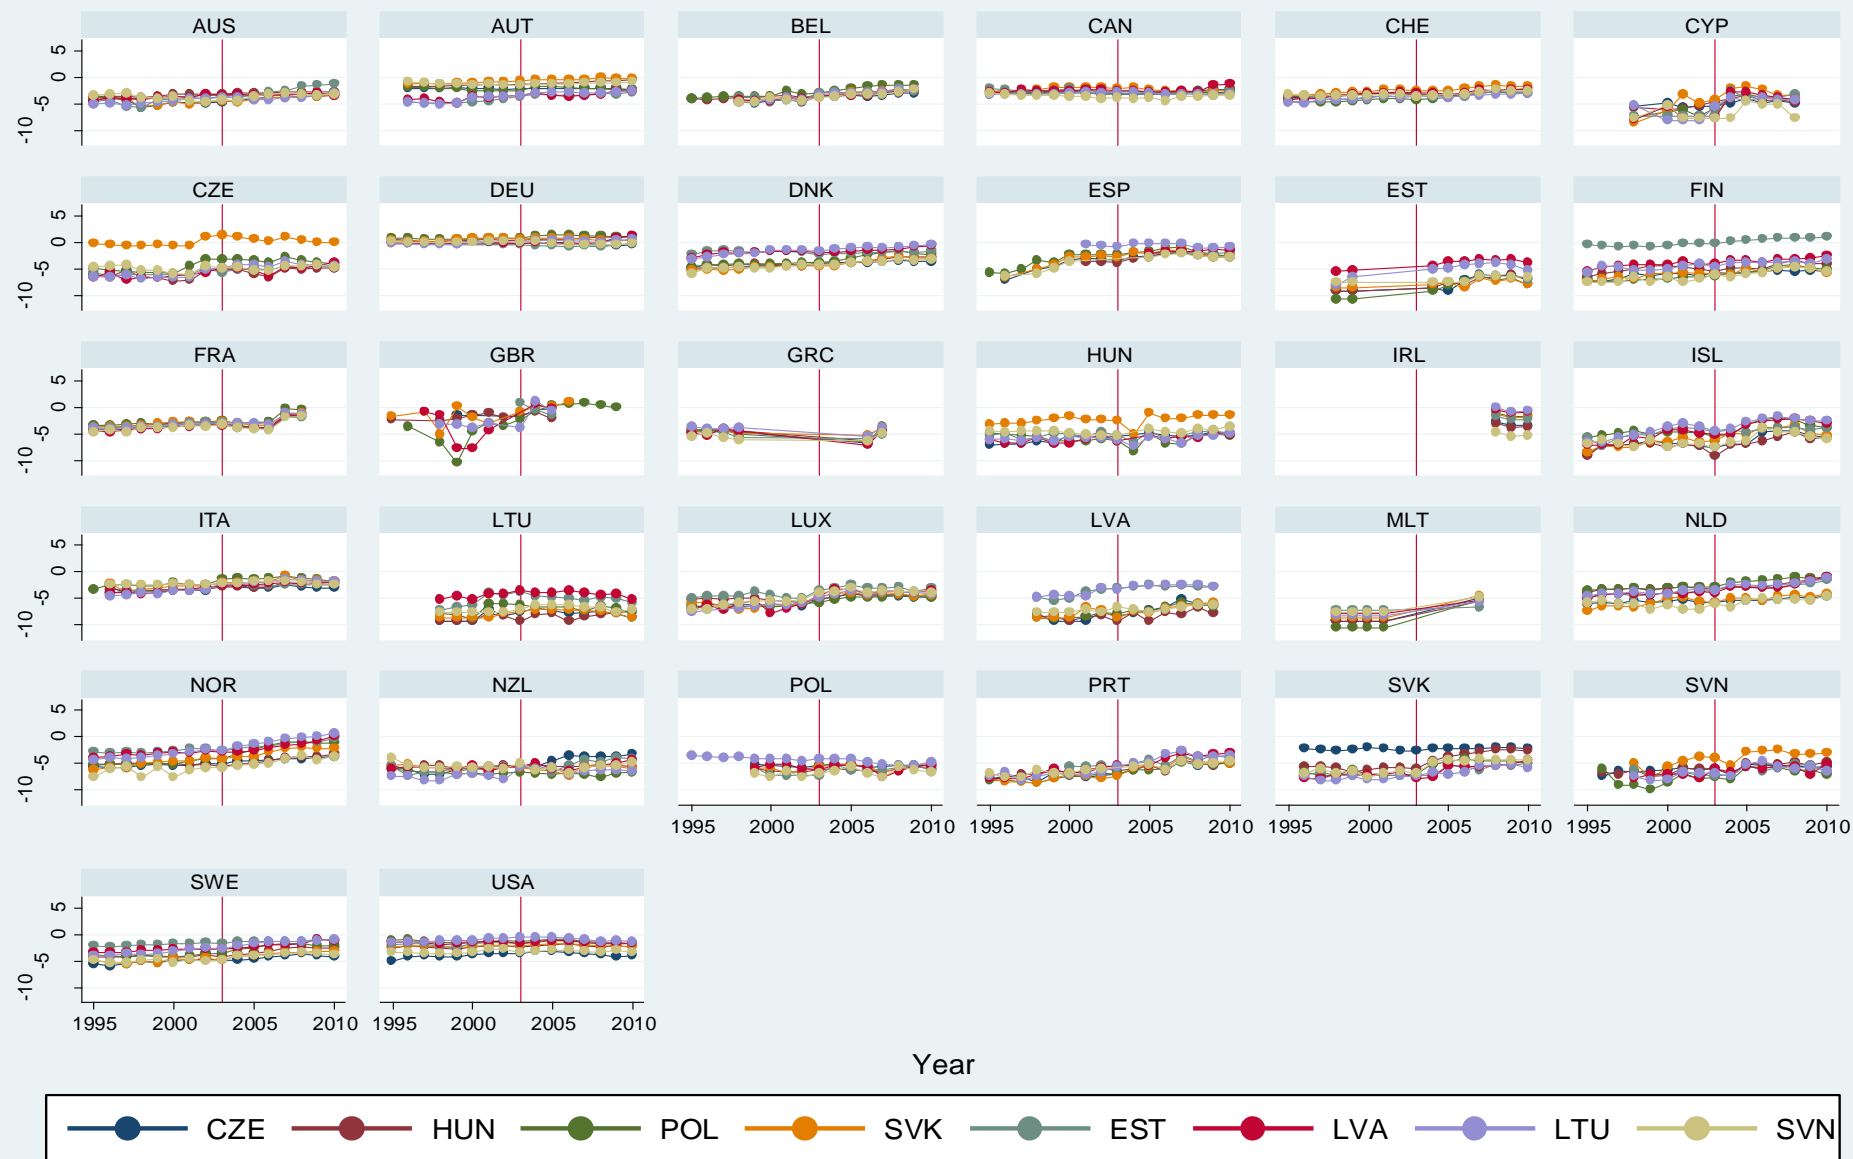 AUS AUT BEL CAN CHE CYP
5
0
-5
-10
CZE DEU DNK ESP EST FIN
5
0
-5
-10
FRA GBR GRC HUN IRL ISL
5
0
-5
-10
ITA LTU LUX LVA MLT NLD
5
0
-5
-10
NOR NZL POL PRT SVK SVN
5
0
-5
-10
1995 2000 2005 2010 1995 2000 2005 2010 1995 2000 2005 2010 1995 2000 2005 2010
SWE USA
5
0
-5
-10
1995 2000 2005 2010 1995 2000 2005 2010
Year
CZE HUN POL SVK EST LVA LTU SVN